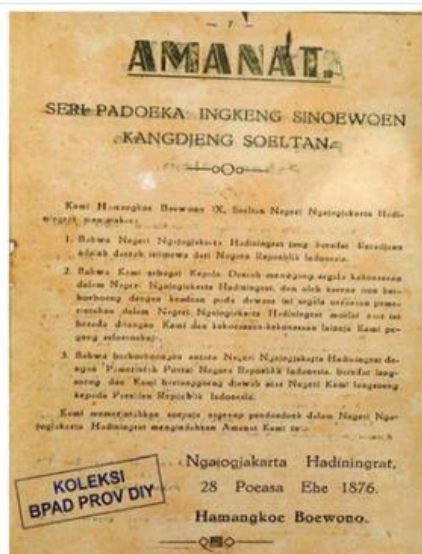 — 7 —
AMANAT.
SERI PADOEKA INGKENG SINOEWOEN
KANGDJENG SOELTAN.
—oOo—
Kami Hamangkoe Boewono IX, Soeltan Negeri Ngajogjakarta Hadi-
ningrat menjatakan:
1. Bahwa Negeri Ngajogjakarta Hadiningrat jang bersifat Keradjaan
adalah daerah istimewa dari Negara Repoeblik Indonesia.
2. Bahwa Kami sebagai Kepala Daerah memegang segala kekoeasaan
dalam Negeri Ngajogjakarta Hadiningrat, dan oleh karena itoe ber-
hoeboeng dengan keadaan pada dewasa ini segala oeroesan peme-
rintahan dalam Negeri Ngajogjakarta Hadiningrat moelai saat ini
berada ditangan Kami dan kekoeasaan-kekoeasaan lainnja Kami pe-
gang seloeroehnja.
3. Bahwa perhoeboengan antara Negeri Ngajogjakarta Hadiningrat de-
ngan Pemerintah Poesat Negara Repoeblik Indonesia, bersifat lang-
soeng dan Kami bertanggoeng djawab atas Negeri Kami langsoeng
kepada Presiden Repoeblik Indonesia.
Kami memerintahkan soepaja segenap pendoedoek dalam Negeri Nga-
jogjakarta Hadiningrat mengindahkan Amanat Kami ini.
Ngajogjakarta Hadiningrat,
28 Poeasa Ehe 1876.
Hamangkoe Boewono.
KOLEKSI
BPAD PROV DIY